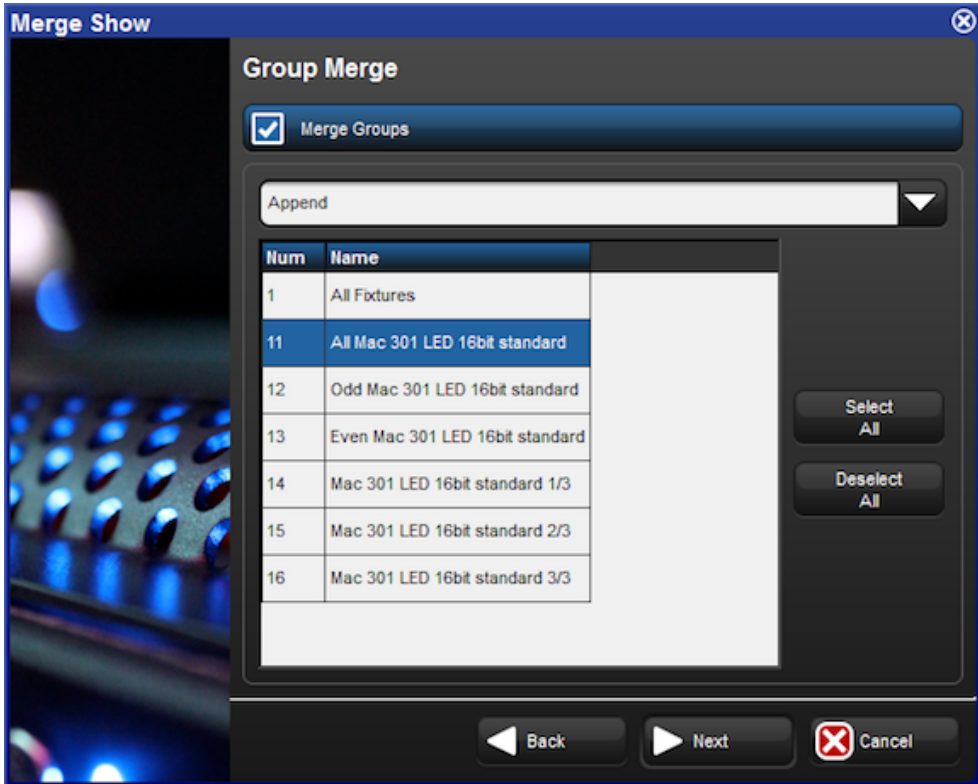 Merge Show
Group Merge
Merge Groups
Append
Num Name
1 All Fixtures
11 All Mac 301 LED 16bit standard
12 Odd Mac 301 LED 16bit standard
13 Even Mac 301 LED 16bit standard
14 Mac 301 LED 16bit standard 1/3
15 Mac 301 LED 16bit standard 2/3
16 Mac 301 LED 16bit standard 3/3
Select
All
Deselect
All
Back Next Cancel